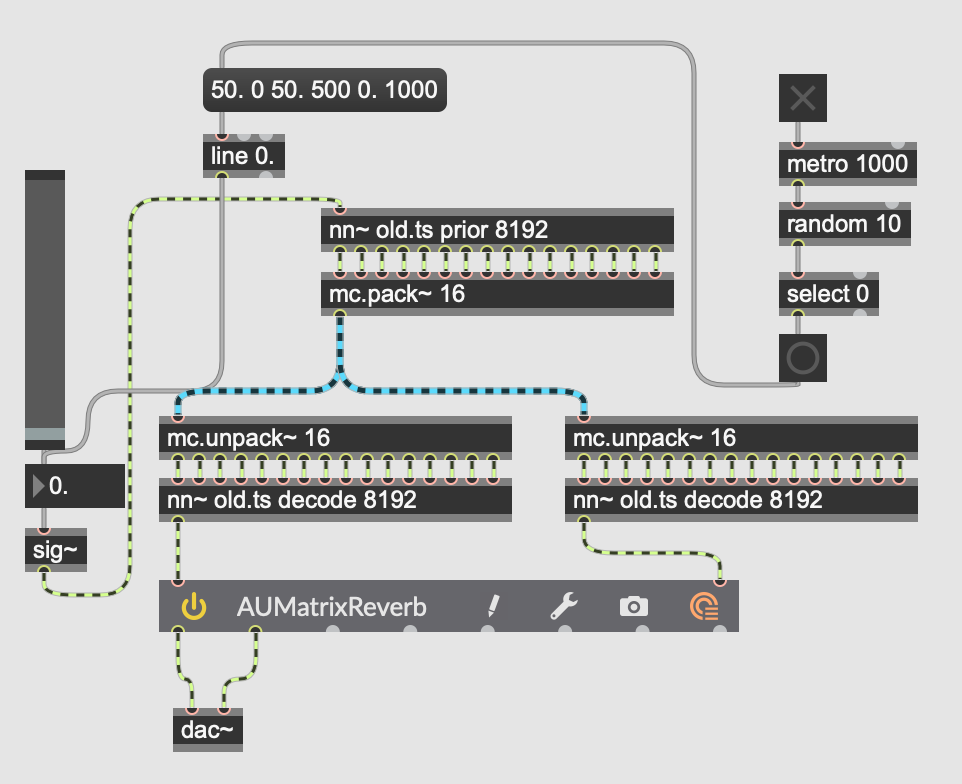 50. 0 50. 500 0. 1000
line 0.
metro 1000
nn~ old.ts prior 8192
random 10
mc.pack~ 16
select 0
mc.unpack~ 16
mc.unpack~ 16
0.
nn~ old.ts decode 8192
nn~ old.ts decode 8192
sig~
AUMatrixReverb
dac~